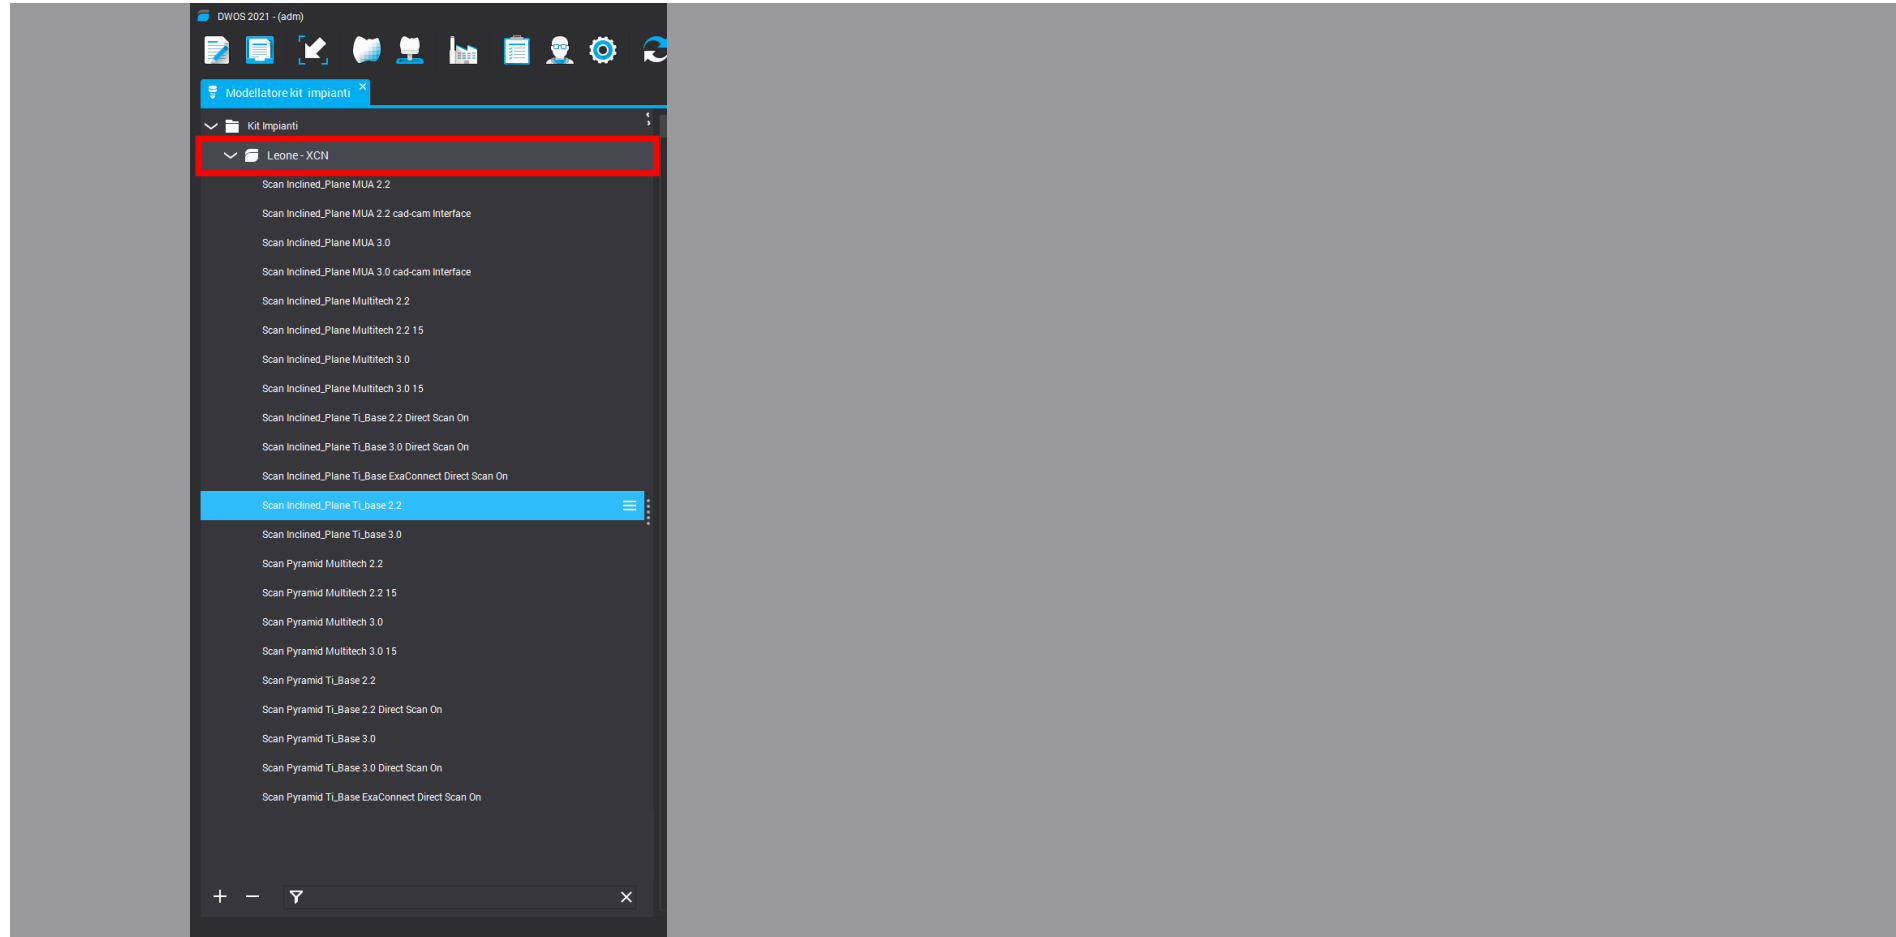 DWOS 2021 - (adm)
Modellatore kit impianti
Kit Impianti
Leone - XCN
Scan Inclined_Plane MUA 2.2
Scan Inclined_Plane MUA 2.2 cad-cam Interface
Scan Inclined_Plane MUA 3.0
Scan Inclined_Plane MUA 3.0 cad-cam Interface
Scan Inclined_Plane Multitech 2.2
Scan Inclined_Plane Multitech 2.2 15
Scan Inclined_Plane Multitech 3.0
Scan Inclined_Plane Multitech 3.0 15
Scan Inclined_Plane Ti_Base 2.2 Direct Scan On
Scan Inclined_Plane Ti_Base 3.0 Direct Scan On
Scan Inclined_Plane Ti_Base ExaConnect Direct Scan On
Scan Inclined_Plane Ti_base 2.2
Scan Inclined_Plane Ti_base 3.0
Scan Pyramid Multitech 2.2
Scan Pyramid Multitech 2.2 15
Scan Pyramid Multitech 3.0
Scan Pyramid Multitech 3.0 15
Scan Pyramid Ti_Base 2.2
Scan Pyramid Ti_Base 2.2 Direct Scan On
Scan Pyramid Ti_Base 3.0
Scan Pyramid Ti_Base 3.0 Direct Scan On
Scan Pyramid Ti_Base ExaConnect Direct Scan On